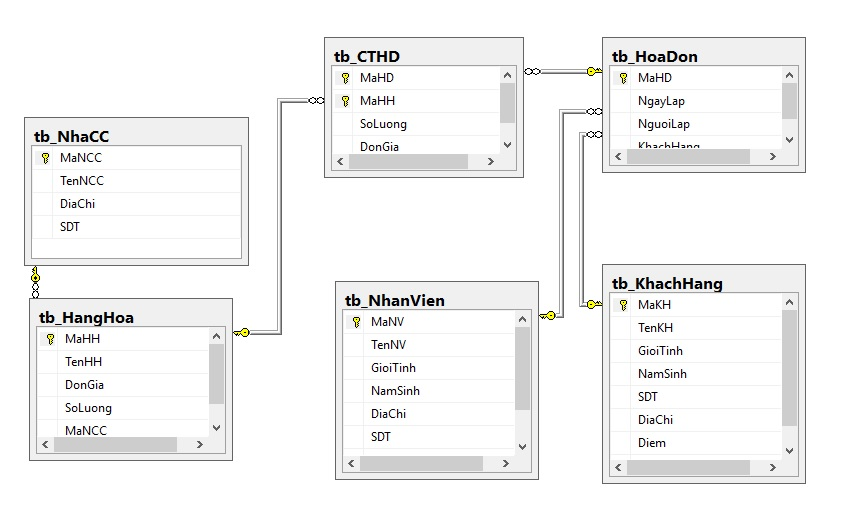 tb_NhaCC
MaNCC
TenNCC
DiaChi
SDT
tb_HangHoa
MaHH
TenHH
DonGia
SoLuong
MaNCC
tb_CTHD
MaHD
MaHH
SoLuong
DonGia
tb_NhanVien
MaNV
TenNV
GioiTinh
NamSinh
DiaChi
SDT
tb_HoaDon
MaHD
NgayLap
NguoiLap
KhachHang
tb_KhachHang
MaKH
TenKH
GioiTinh
NamSinh
SDT
DiaChi
Diem